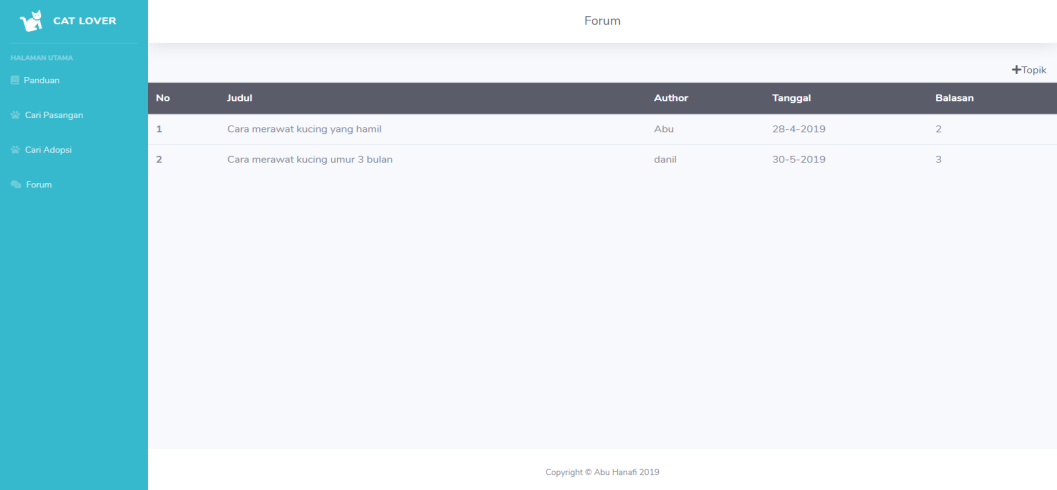 CAT LOVER
Forum
HALAMAN UTAMA
Panduan
Cari Pasangan
Cari Adopsi
Forum
+Topik
No Judul Author Tanggal Balasan
1 Cara merawat kucing yang hamil Abu 28-4-2019 2
2 Cara merawat kucing umur 3 bulan danil 30-5-2019 3
Copyright © Abu Hanafi 2019